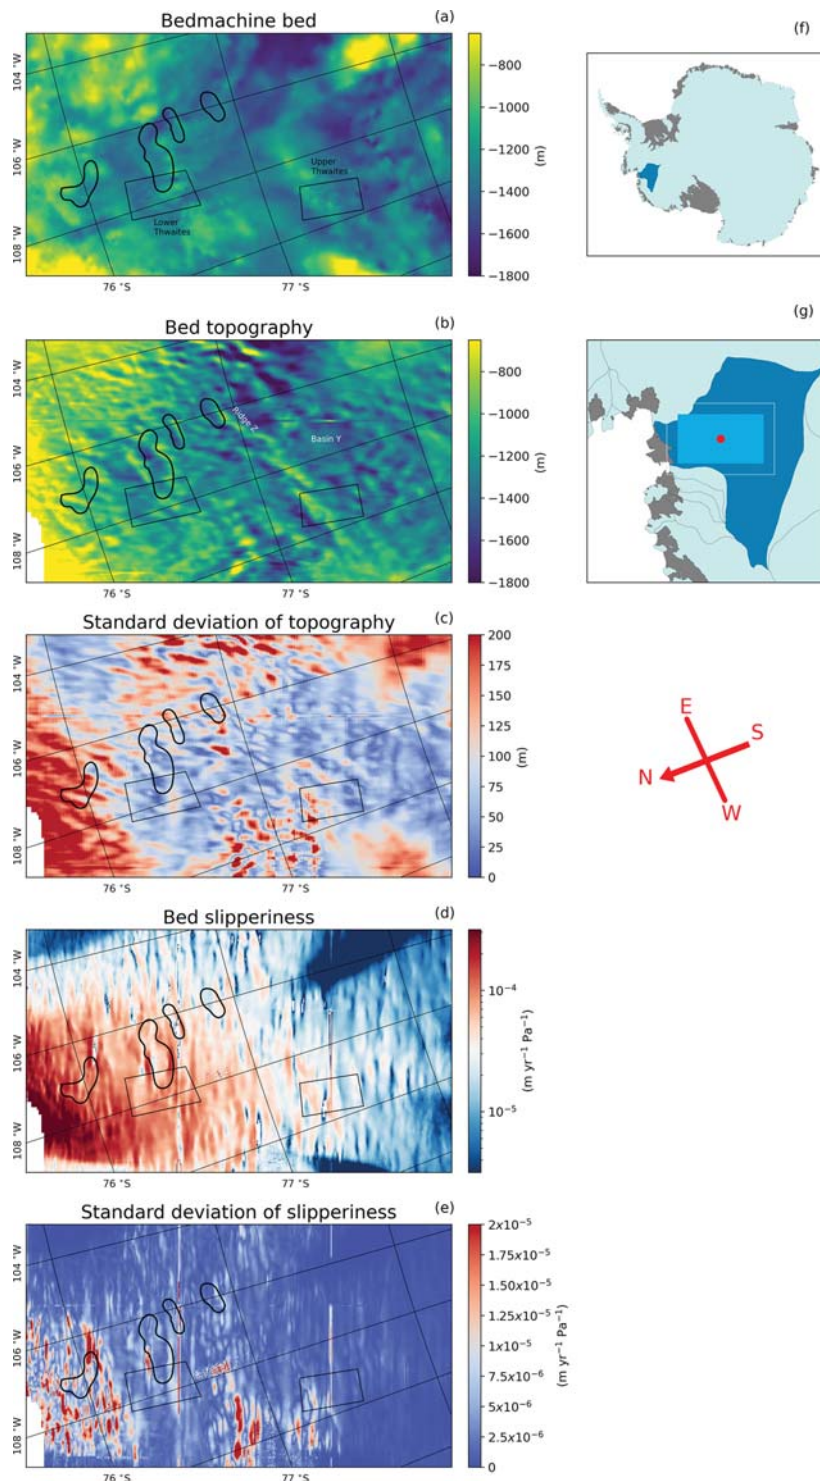 Bedmachine bed
(a)
104 °W
106 °W
108 °W
Upper
Thwaites
Lower
Thwaites
76 °S
77 °S
−800
−1000
−1200
−1400
−1600
−1800
(m)
(f)
Bed topography
(b)
104 °W
106 °W
108 °W
Ridge Z
Basin Y
76 °S
77 °S
−800
−1000
−1200
−1400
−1600
−1800
(m)
(g)
Standard deviation of topography
(c)
104 °W
106 °W
108 °W
76 °S
77 °S
200
175
150
125
100
75
50
25
0
(m)
E
S
N
W
Bed slipperiness
(d)
104 °W
106 °W
108 °W
76 °S
77 °S
10⁻⁴
10⁻⁵
(m yr⁻¹ Pa⁻¹)
Standard deviation of slipperiness
(e)
104 °W
106 °W
108 °W
76 °S
77 °S
2x10⁻⁵
1.75x10⁻⁵
1.50x10⁻⁵
1.25x10⁻⁵
1x10⁻⁵
7.5x10⁻⁶
5x10⁻⁶
2.5x10⁻⁶
0
(m yr⁻¹ Pa⁻¹)